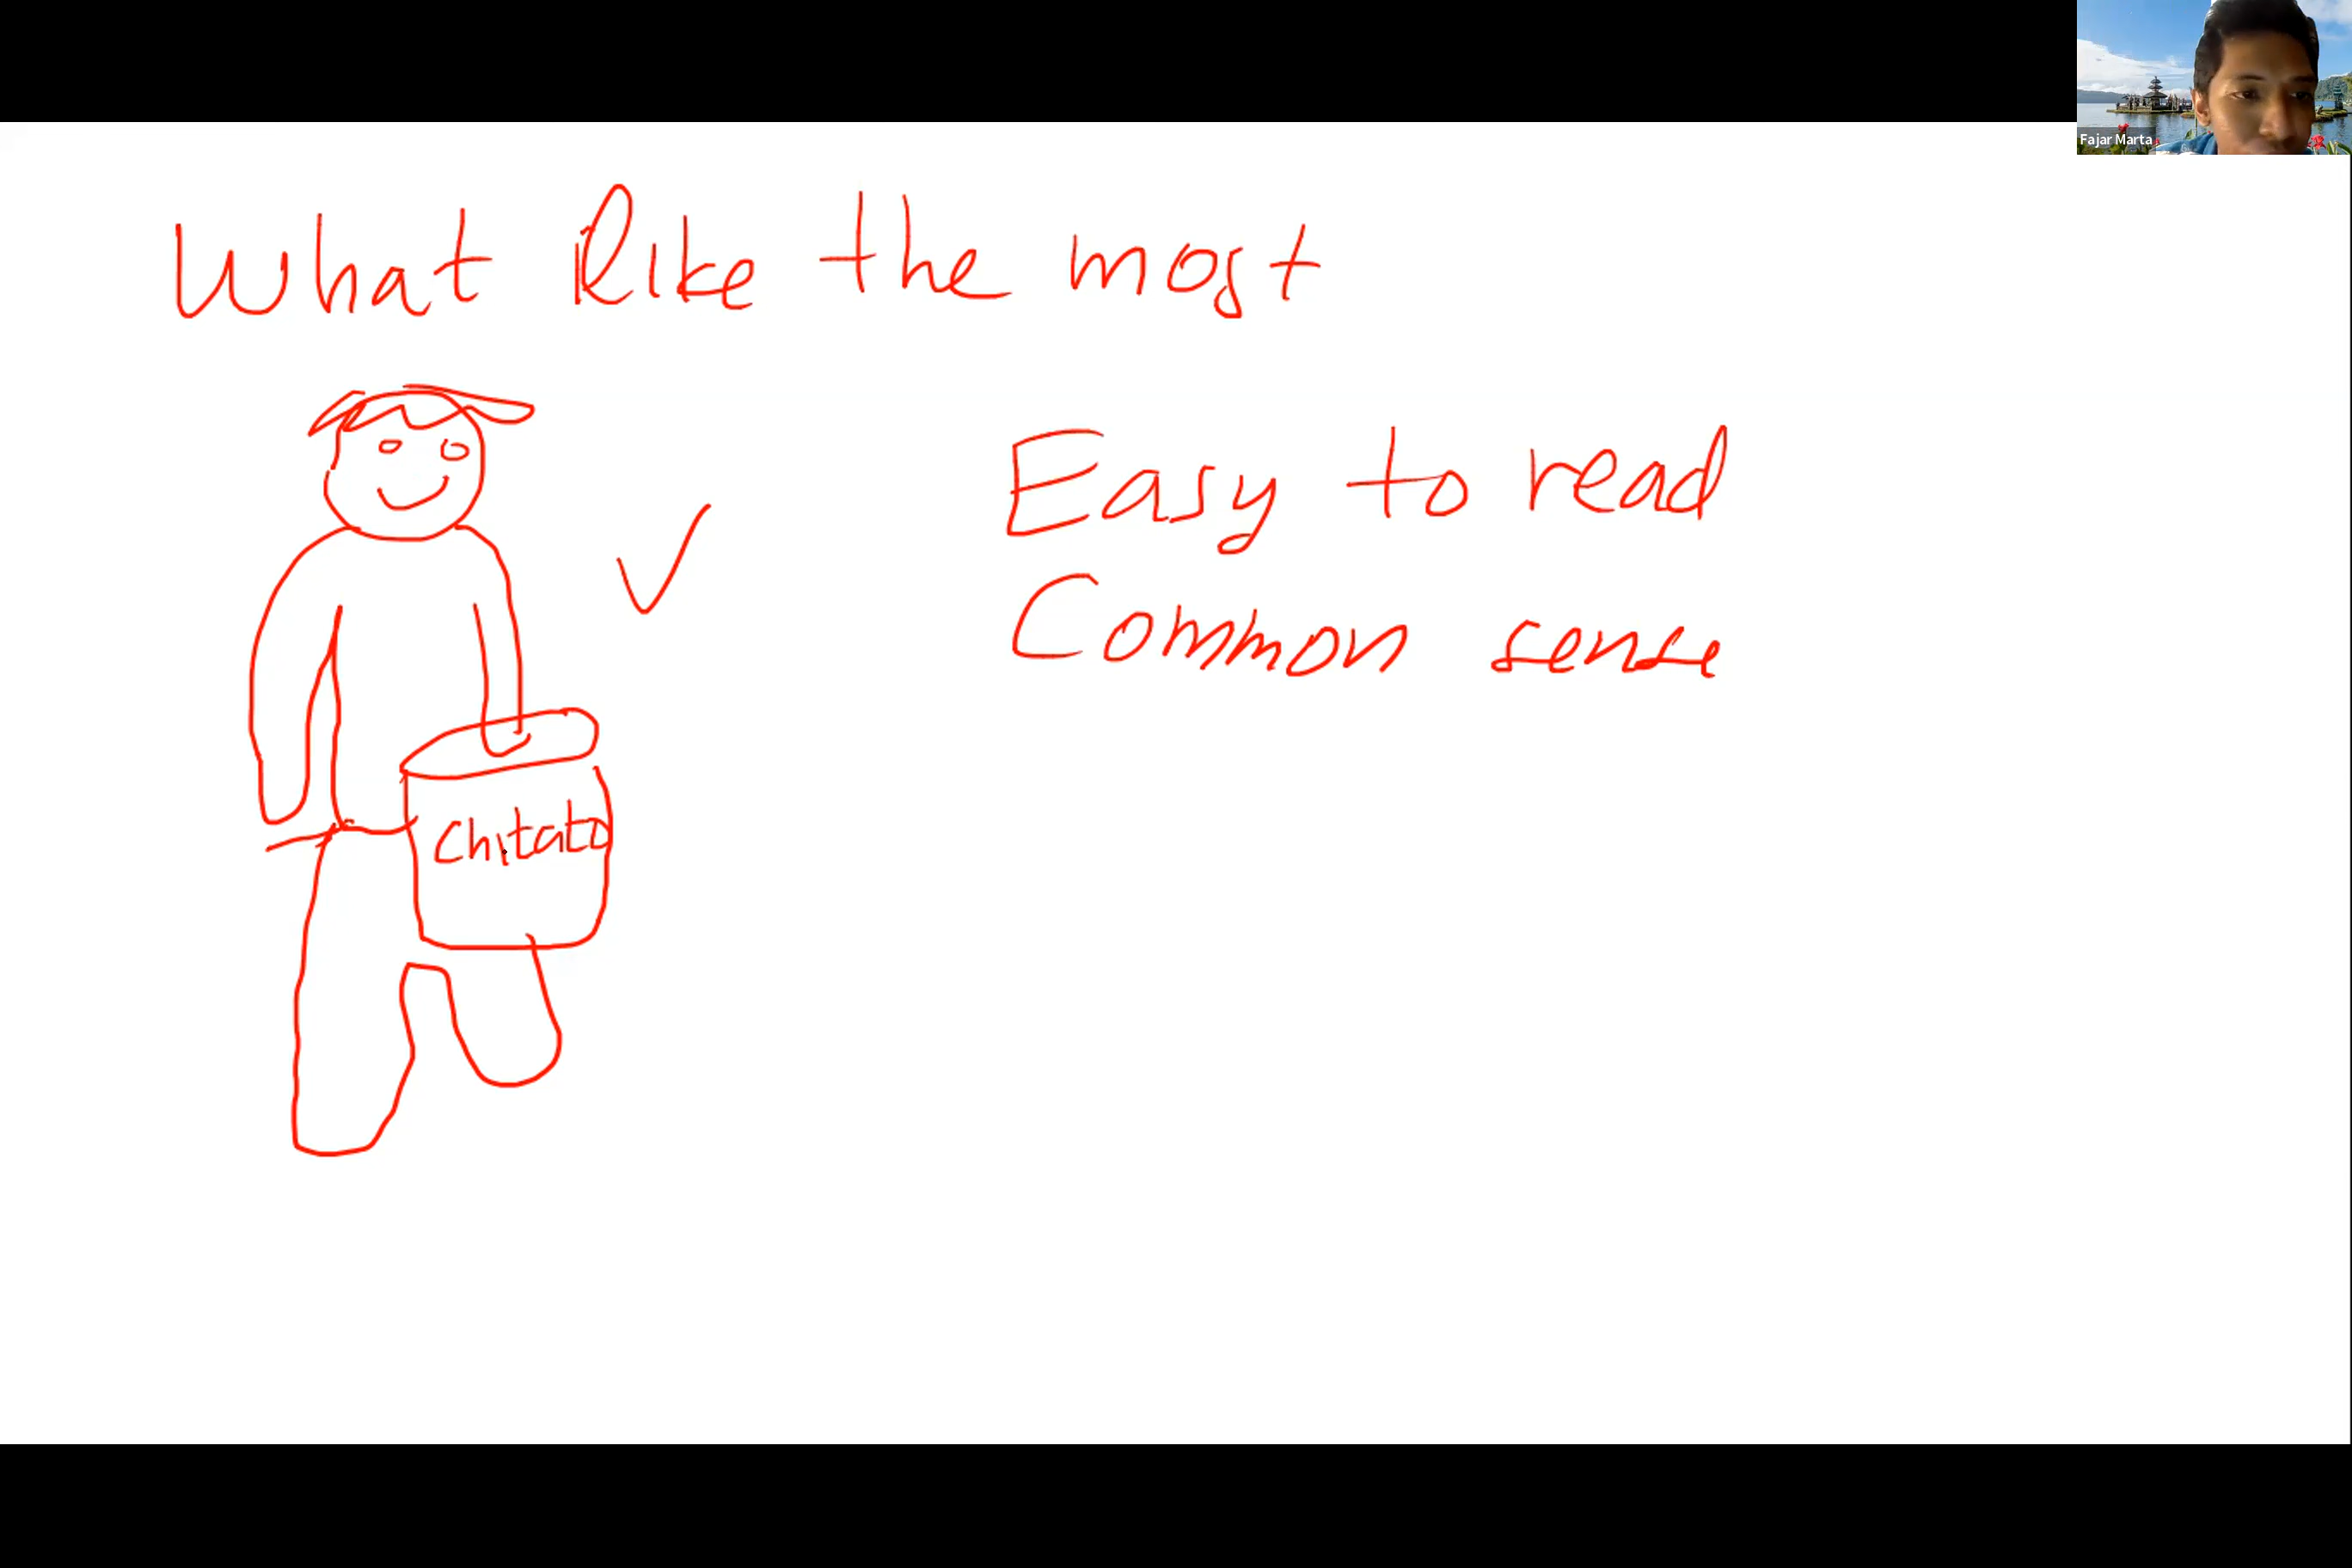 Fajar Marta
What like the most
Easy to read
Common sense
Chitato